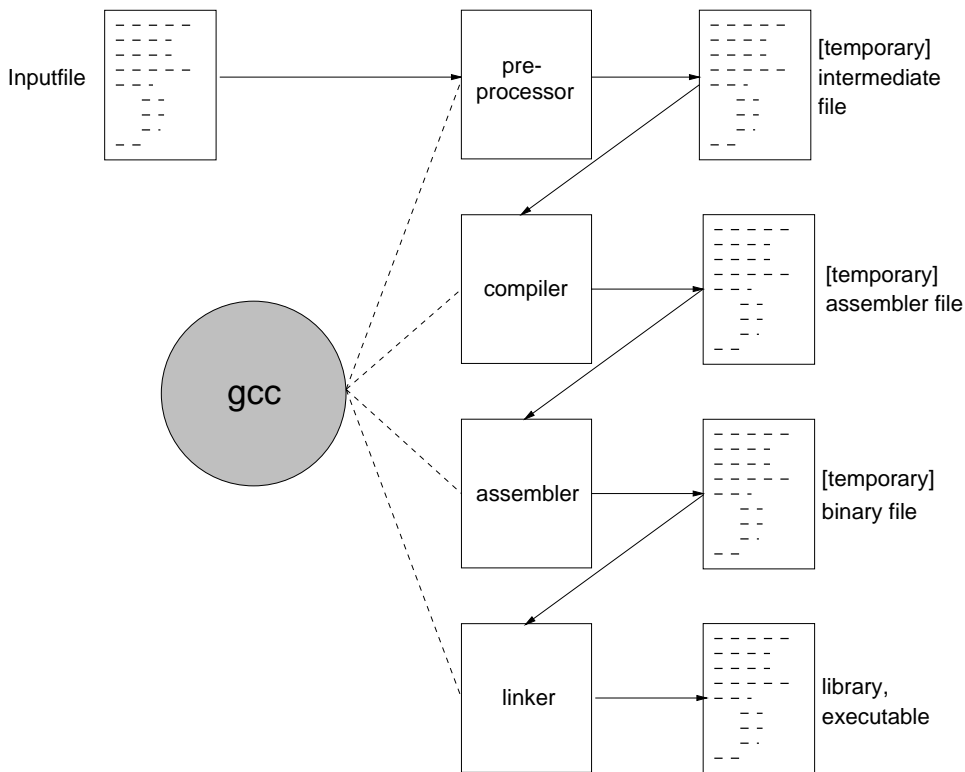 Inputfile
pre-
processor
[temporary]
intermediate
file
compiler
[temporary]
assembler file
gcc
assembler
[temporary]
binary file
linker
library,
executable